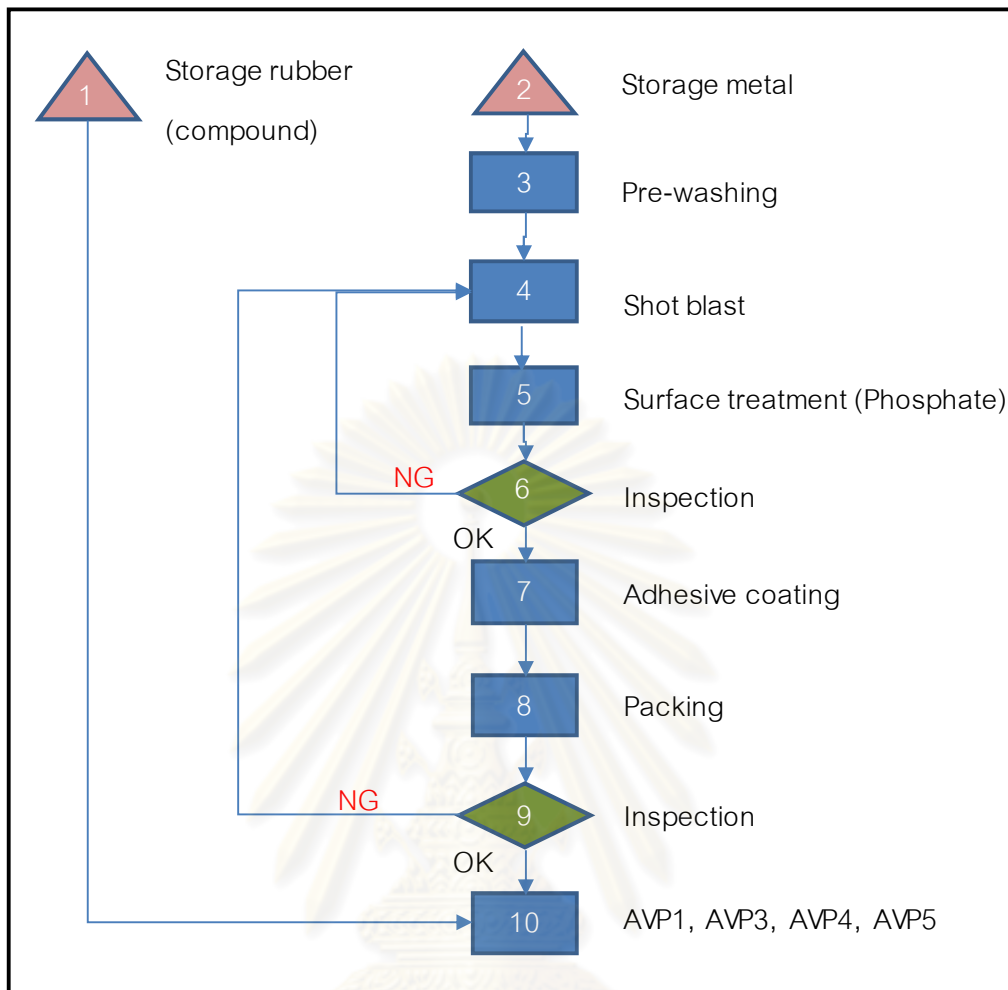 1
Storage rubber
(compound)
2
Storage metal
3
Pre-washing
4
Shot blast
5
Surface treatment (Phosphate)
NG
6
Inspection
OK
7
Adhesive coating
8
Packing
NG
9
Inspection
OK
10
AVP1, AVP3, AVP4, AVP5